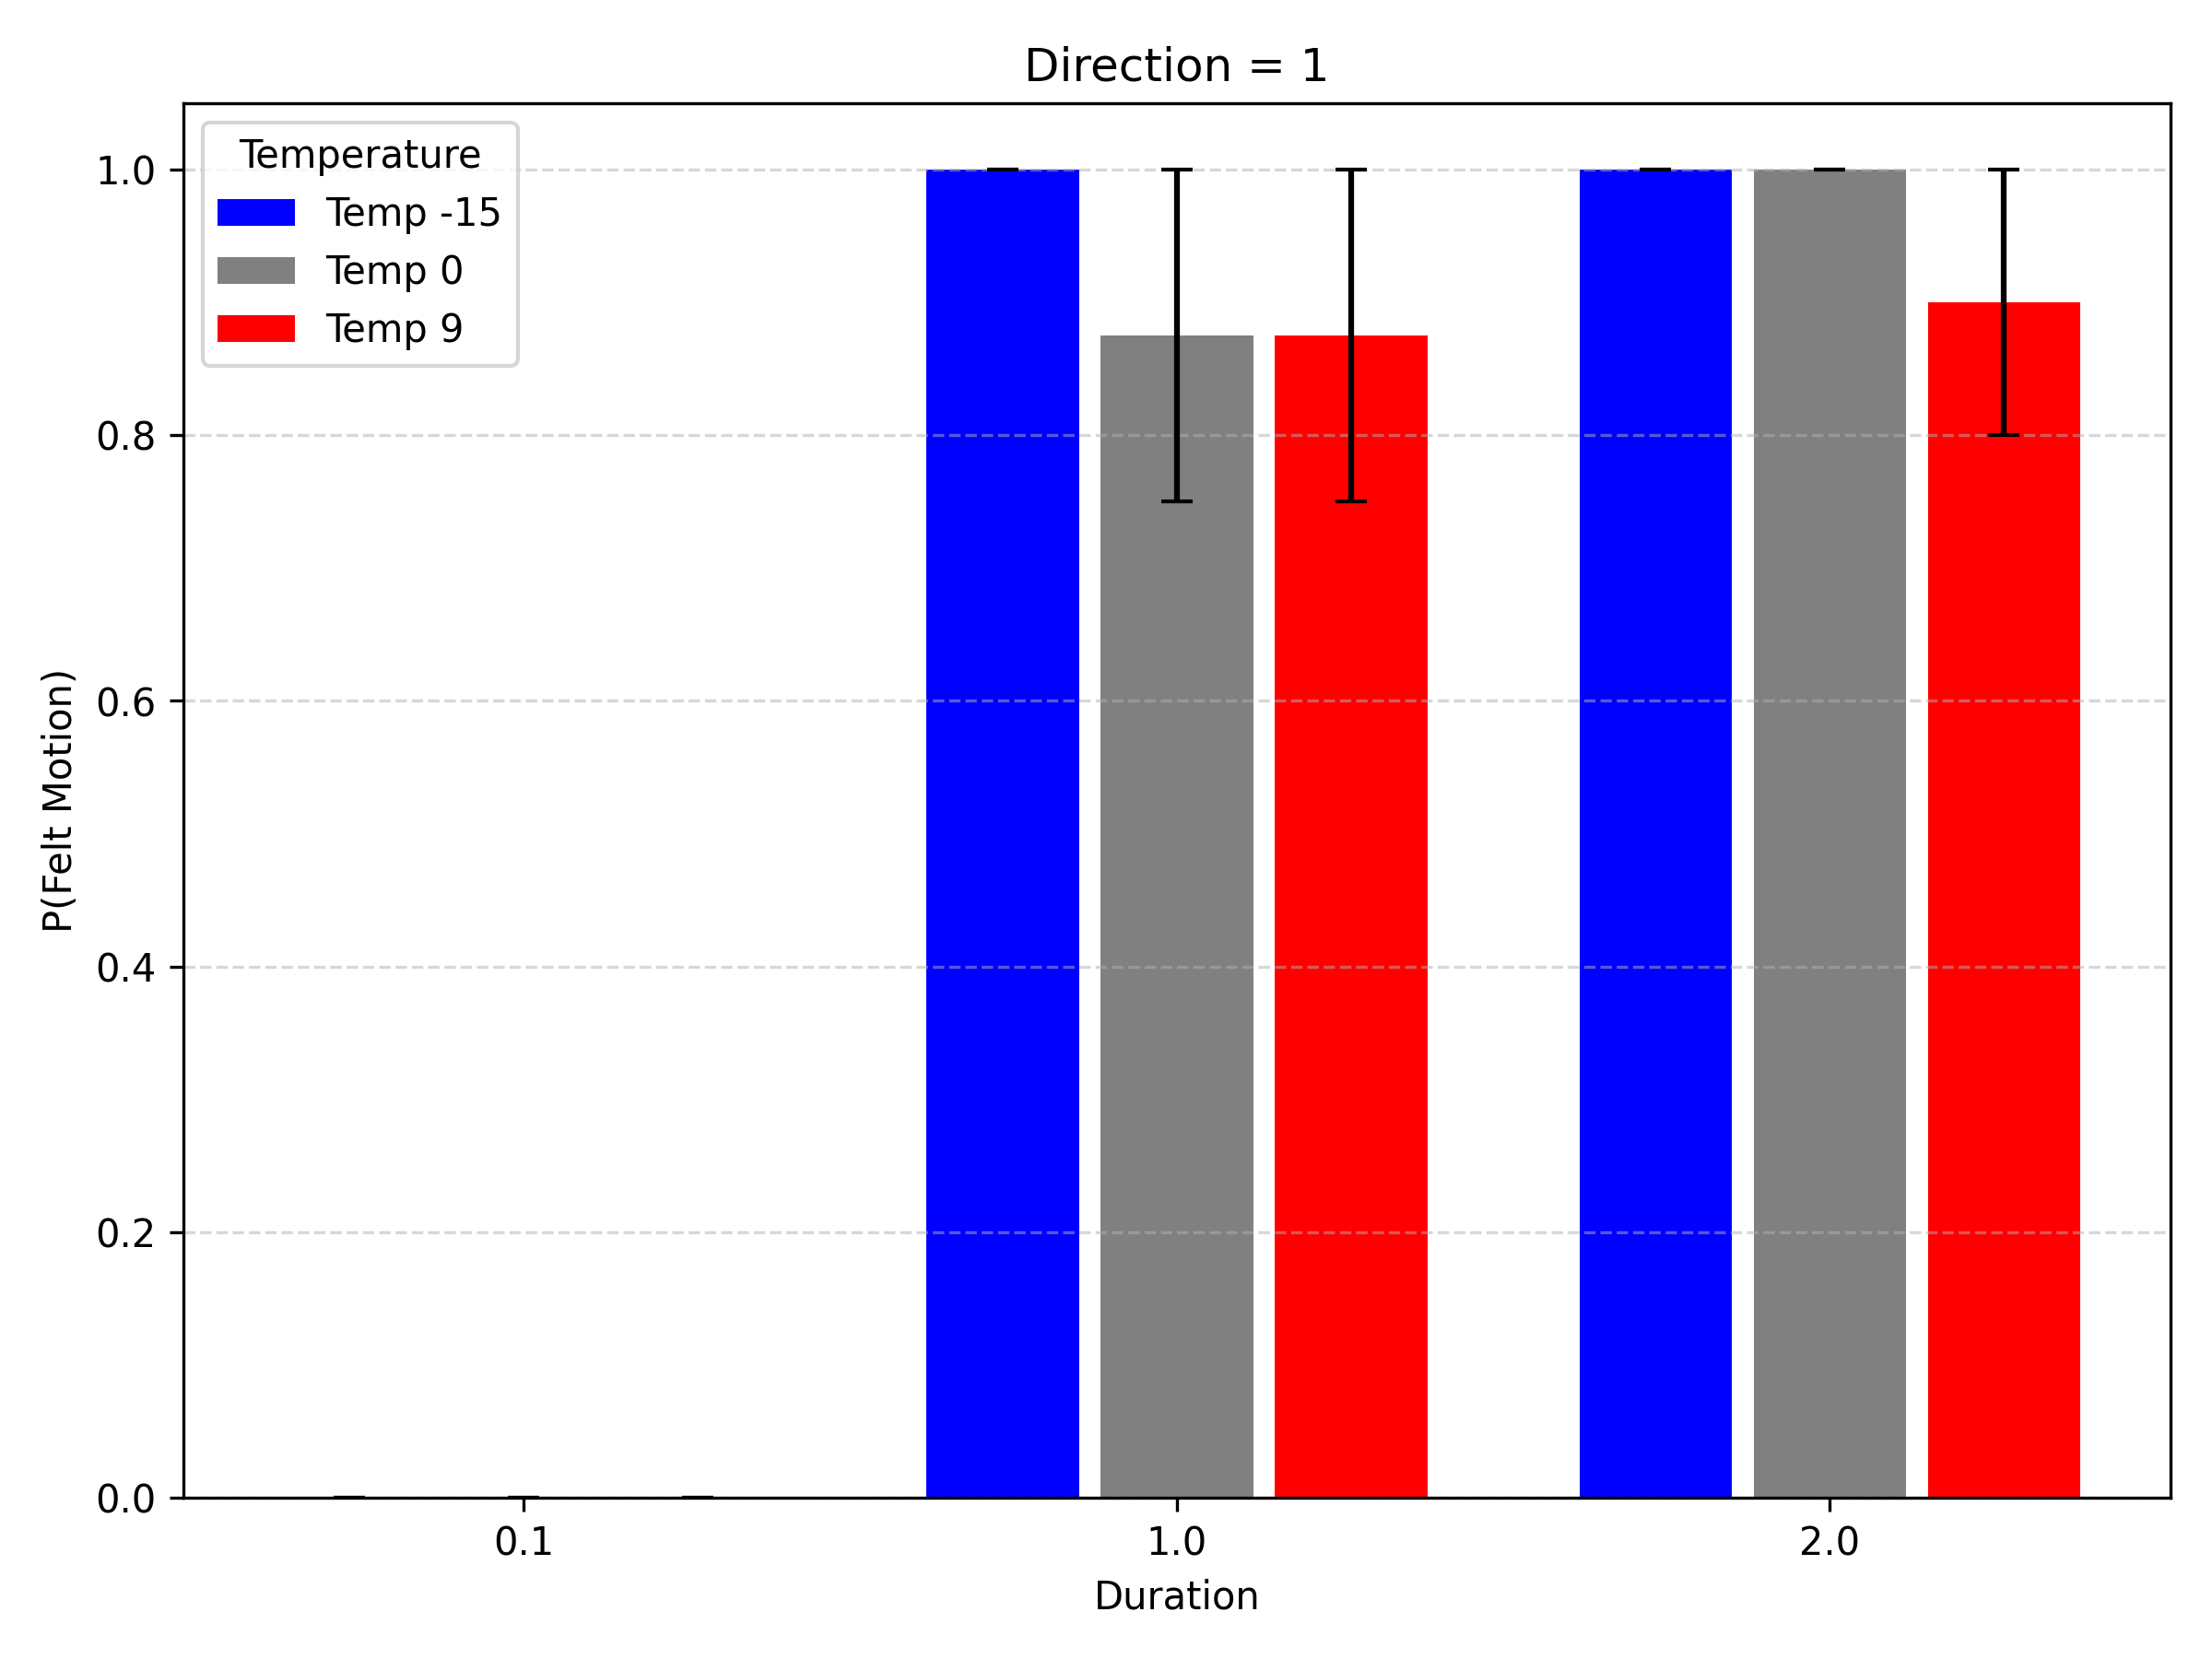 Direction = 1
Temperature
Temp -15
Temp 0
Temp 9
1.0
0.8
0.6
0.4
0.2
0.0
P(Felt Motion)
0.1 1.0 2.0
Duration